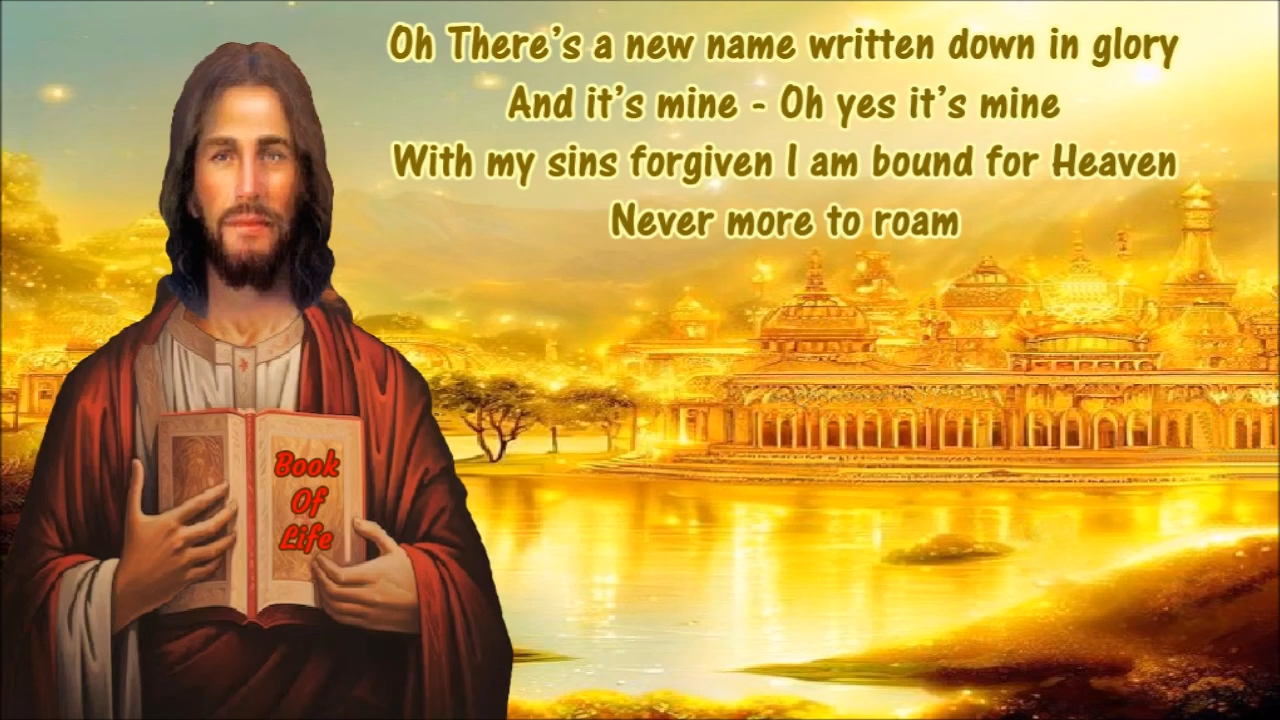 Oh There's a new name written down in glory
And it's mine - Oh yes it's mine
With my sins forgiven I am bound for Heaven
Never more to roam
Book
Of
Life